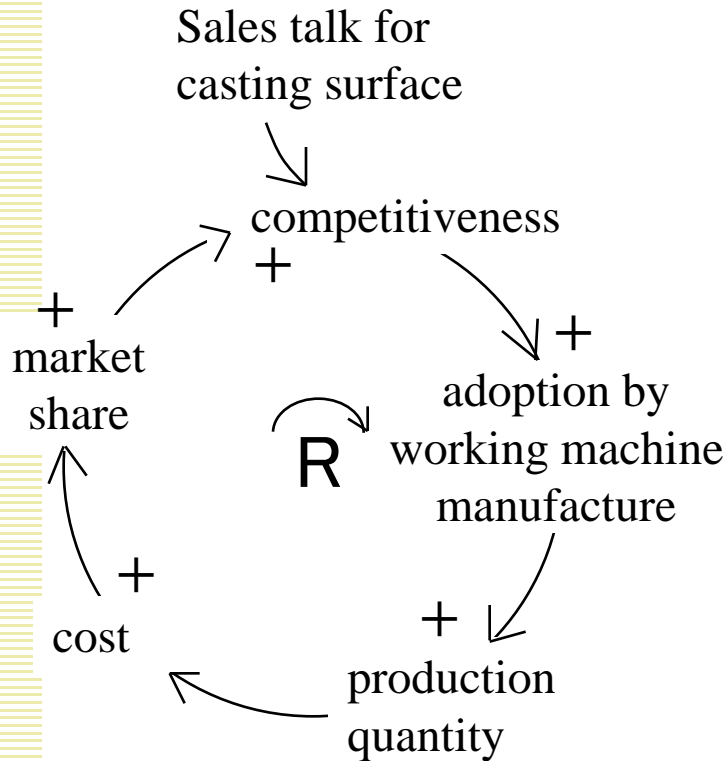 Sales talk for
casting surface
competitiveness
+
+
+
market
share
adoption by
working machine
manufacture
R
+
cost
+
production
quantity